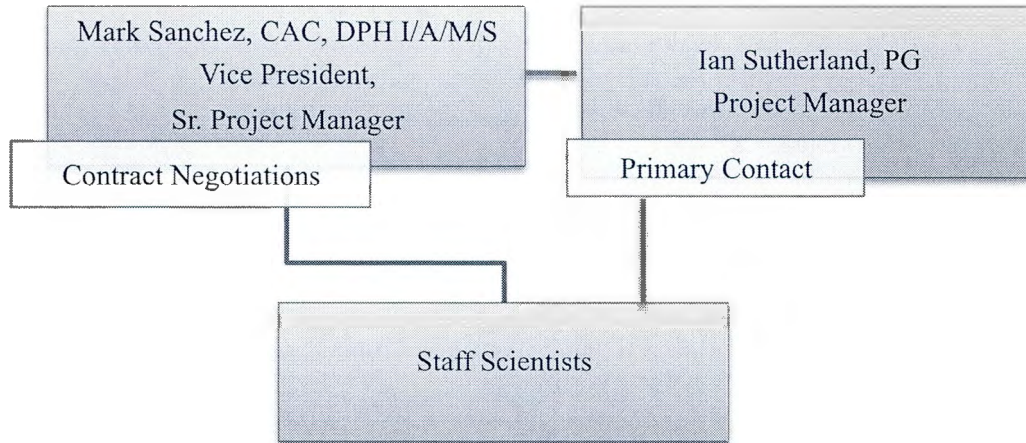 Mark Sanchez, CAC, DPH I/A/M/S
Vice President,
Sr. Project Manager
Contract Negotiations
Ian Sutherland, PG
Project Manager
Primary Contact
Staff Scientists